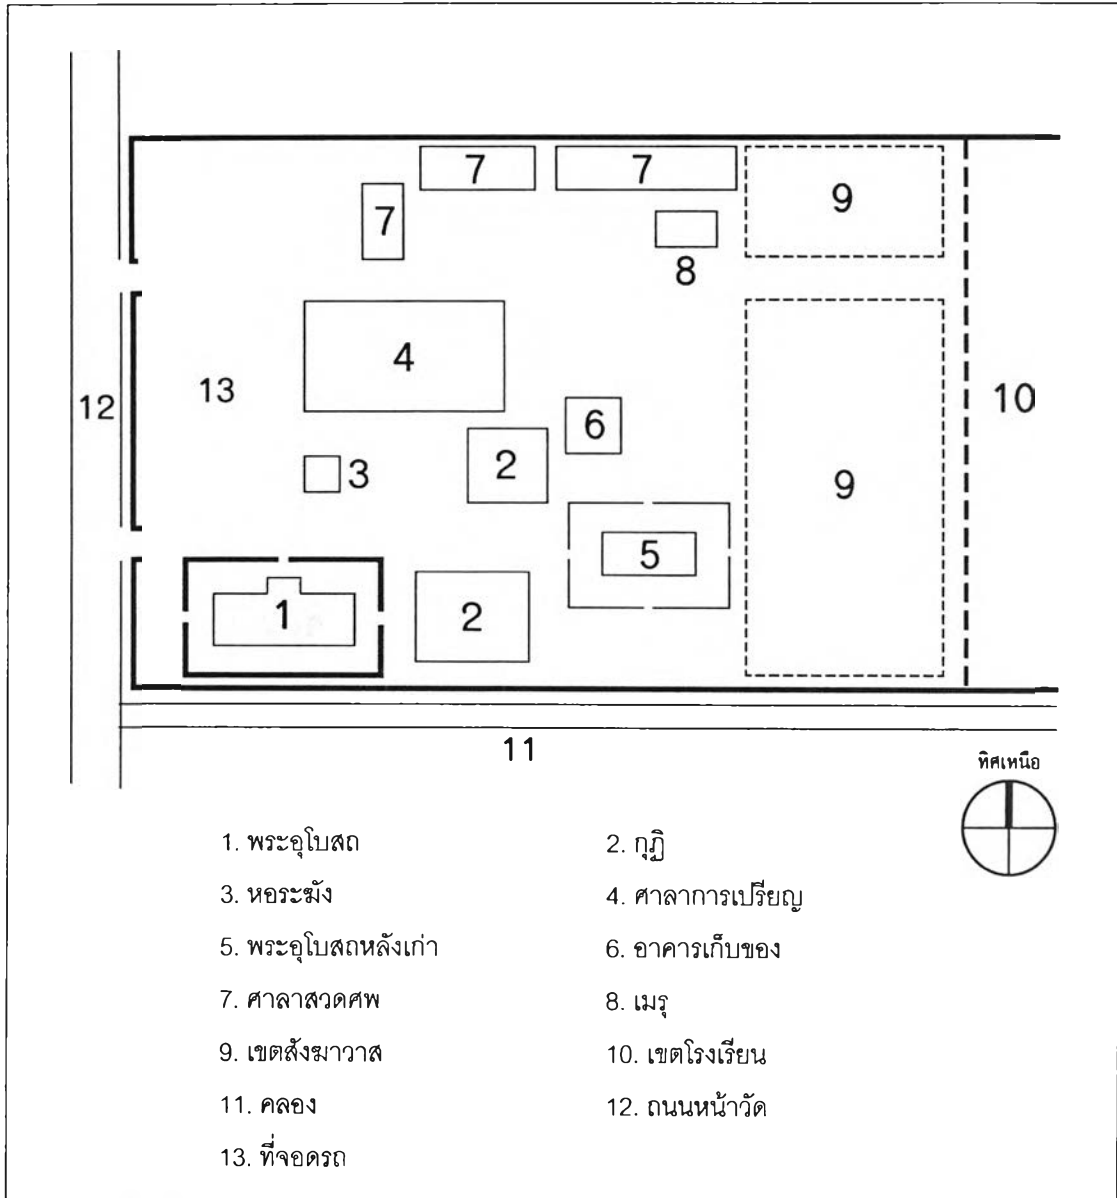 7 7
9
7
8
4
13
12
10
6
2
3
9
5
1
2
11
ทิศเหนือ
1. พระอุโบสถ 2. กุฏิ
3. หอระฆัง 4. ศาลาการเปรียญ
5. พระอุโบสถหลังเก่า 6. อาคารเก็บของ
7. ศาลาสวดศพ 8. เมรุ
9. เขตสังฆาวาส 10. เขตโรงเรียน
11. คลอง 12. ถนนหน้าวัด
13. ที่จอดรถ